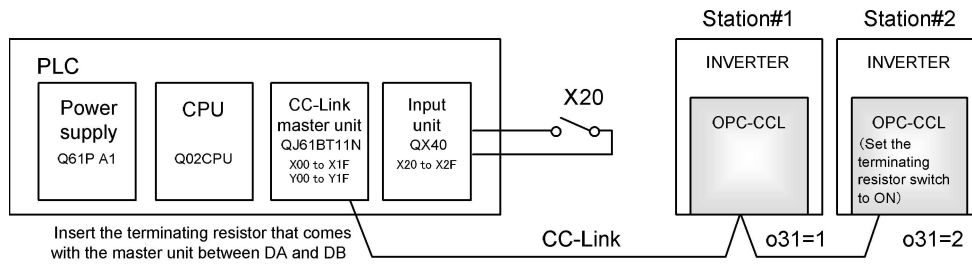 Station#1
Station#2
PLC
Power
supply
Q61P A1
CPU
Q02CPU
CC-Link
master unit
QJ61BT11N
X00 to X1F
Y00 to Y1F
Input
unit
QX40
X20 to X2F
X20
INVERTER
OPC-CCL
INVERTER
OPC-CCL
(Set the
terminating
resistor switch
to ON)
Insert the terminating resistor that comes
with the master unit between DA and DB
CC-Link
o31=1
o31=2